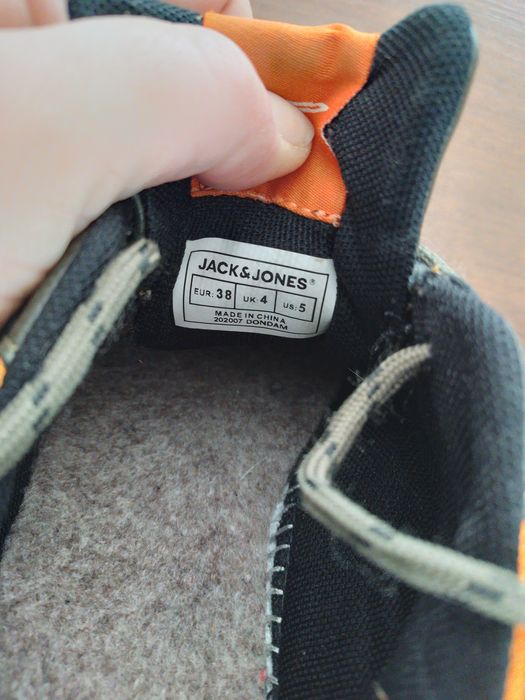 JACK&JONES®
EUR: 38 UK 4 US: 5
MADE IN CHINA
202007 DONDAM